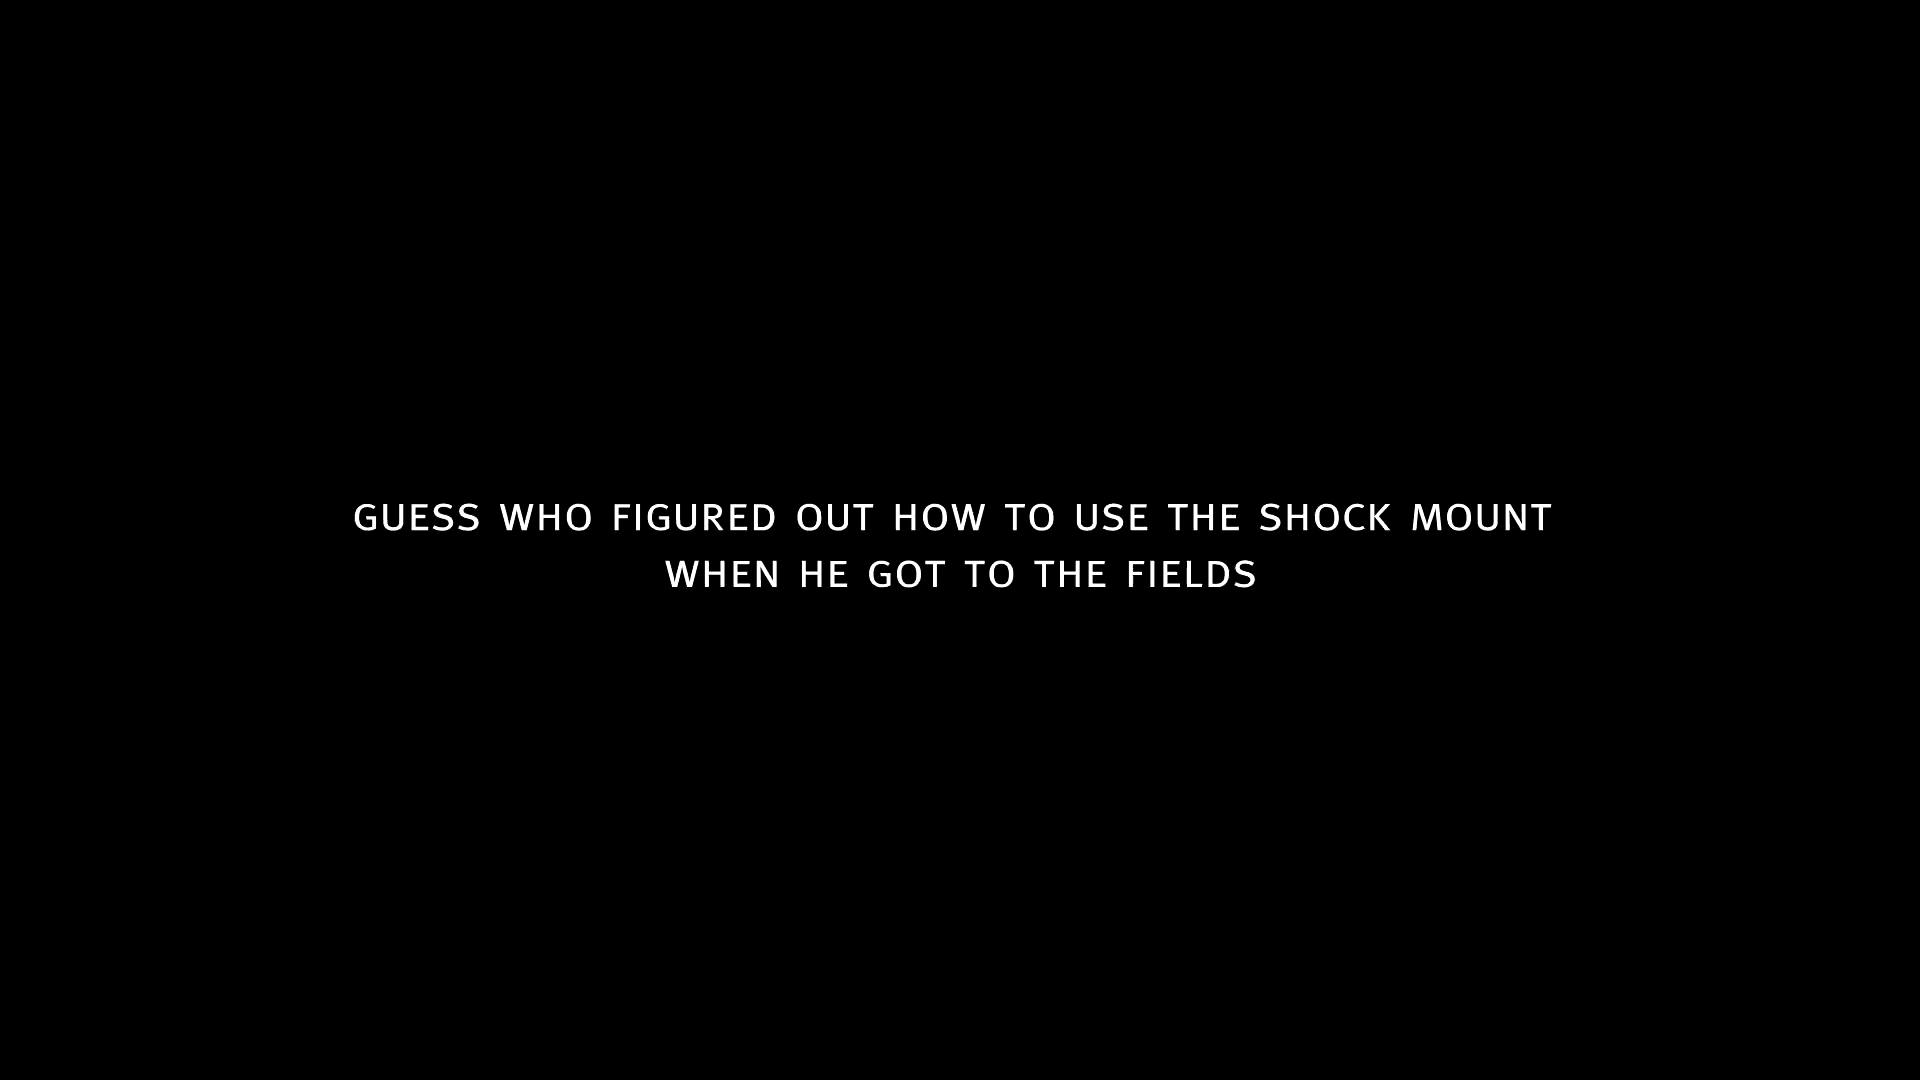 GUESS WHO FIGURED OUT HOW TO USE THE SHOCK MOUNT
WHEN HE GOT TO THE FIELDS